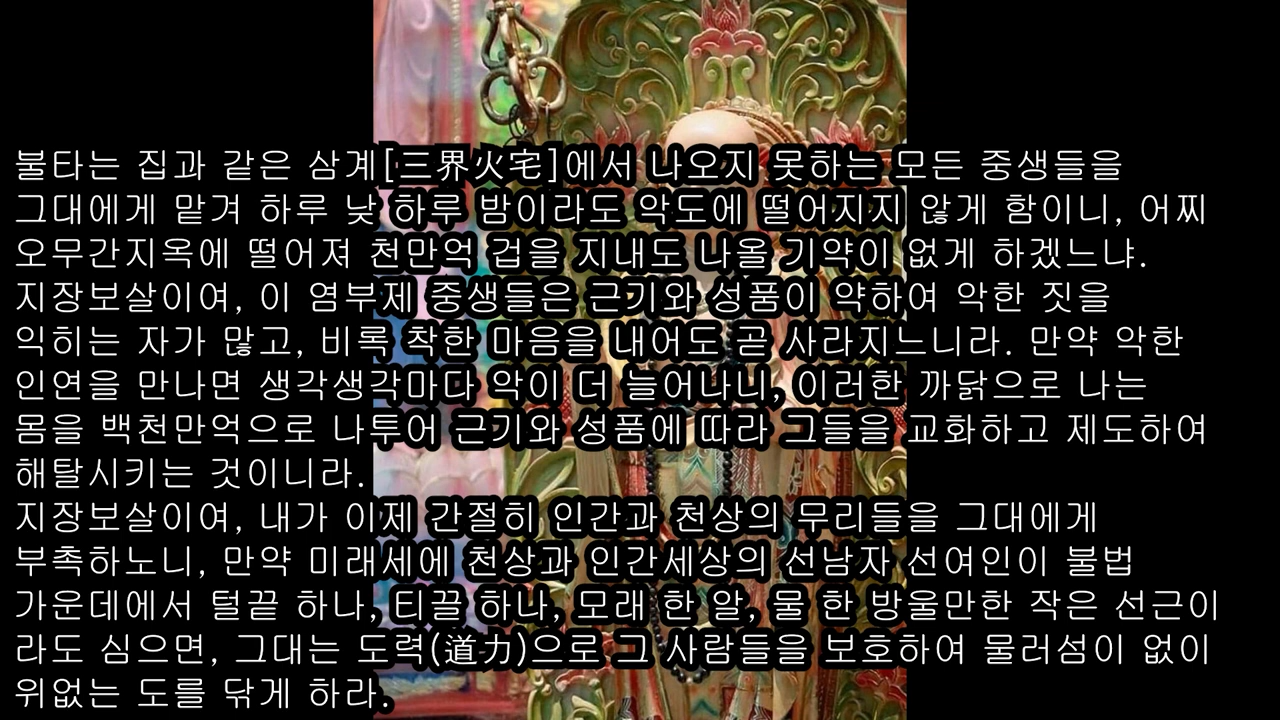 불타는 집과 같은 삼계[三界火宅]에서 나오지 못하는 모든 중생들을
그대에게 맡겨 하루 낮 하루 밤이라도 악도에 떨어지지 않게 함이니, 어찌
오무간지옥에 떨어져 천만억 겁을 지내도 나올 기약이 없게 하겠느냐.
지장보살이여, 이 염부제 중생들은 근기와 성품이 약하여 악한 짓을
익히는 자가 많고, 비록 착한 마음을 내어도 곧 사라지느니라. 만약 악한
인연을 만나면 생각생각마다 악이 더 늘어나니, 이러한 까닭으로 나는
몸을 백천만억으로 나투어 근기와 성품에 따라 그들을 교화하고 제도하여
해탈시키는 것이니라.
지장보살이여, 내가 이제 간절히 인간과 천상의 무리들을 그대에게
부촉하노니, 만약 미래세에 천상과 인간세상의 선남자 선여인이 불법
가운데에서 털끝 하나, 티끌 하나, 모래 한 알, 물 한 방울만한 작은 선근이
라도 심으면, 그대는 도력(道力)으로 그 사람들을 보호하여 물러섬이 없이
위없는 도를 닦게 하라.